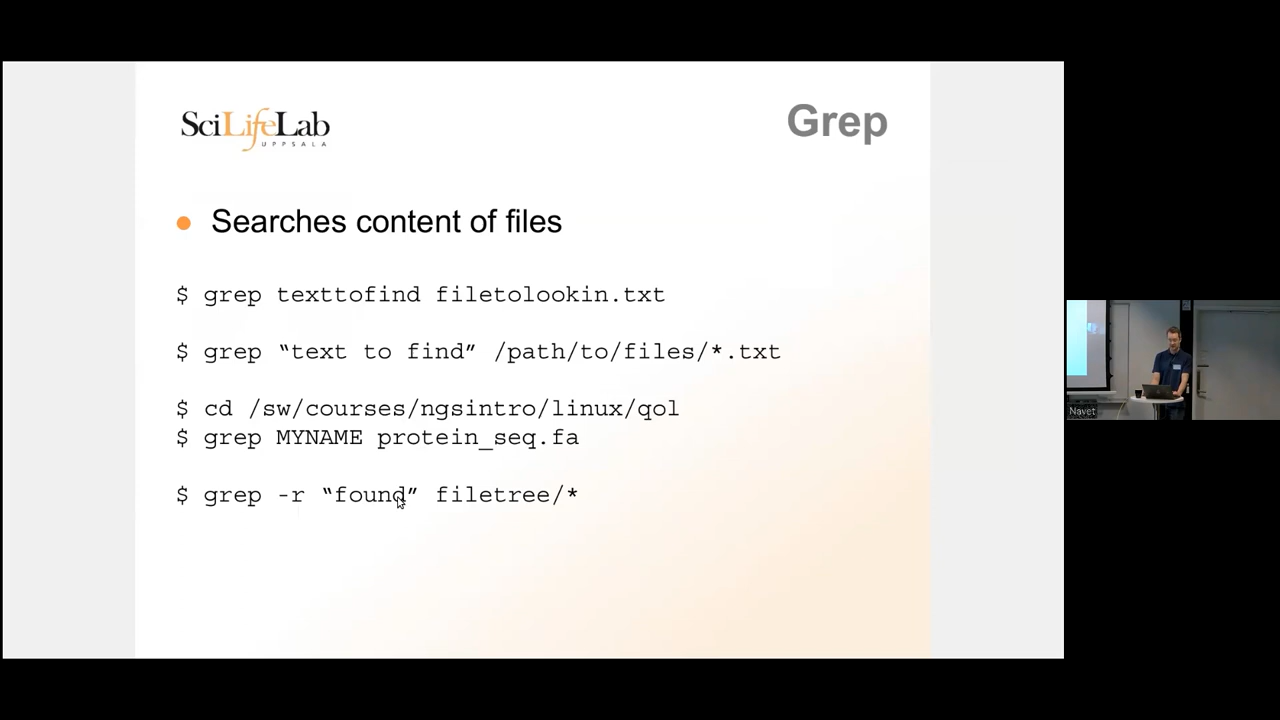 SciLifeLab
UPPSALA
Grep
Searches content of files
$ grep texttofind filetolookin.txt
$ grep “text to find” /path/to/files/*.txt
$ cd /sw/courses/ngsintro/linux/qol
$ grep MYNAME protein_seq.fa
$ grep -r “found” filetree/*
Navet